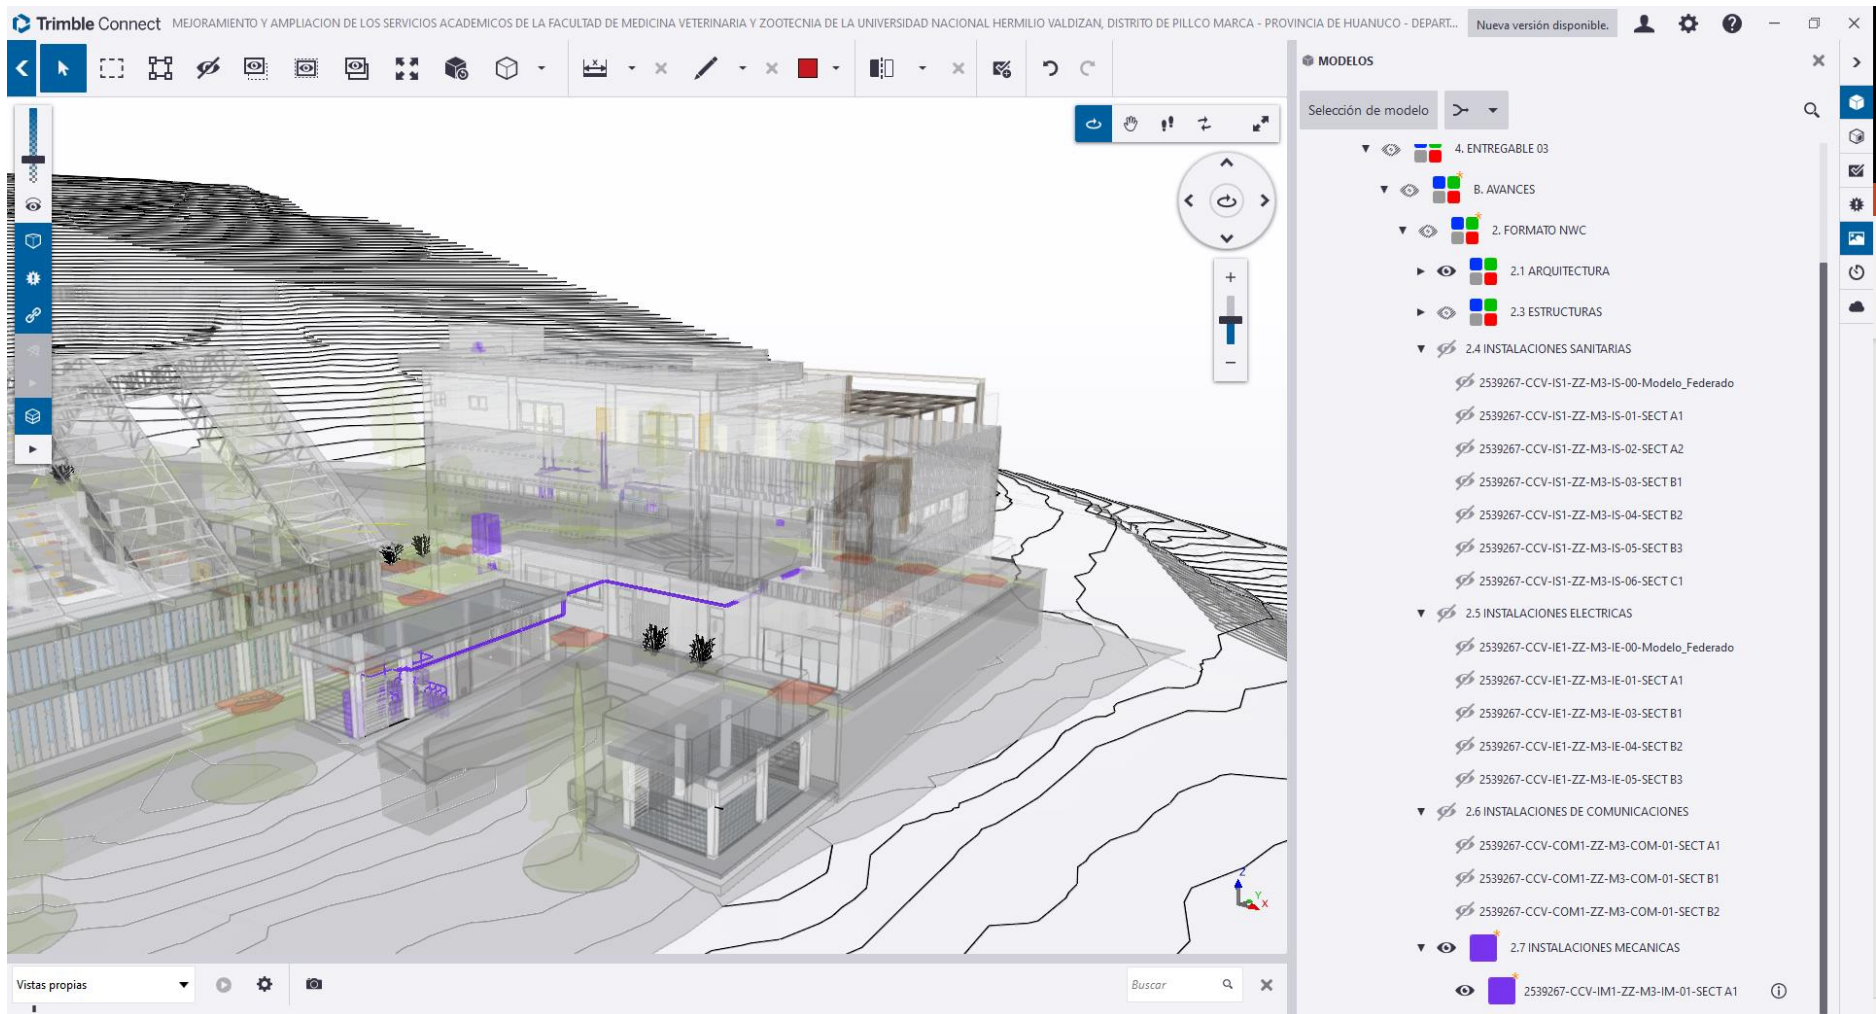 Trimble Connect MEJORAMIENTO Y AMPLIACION DE LOS SERVICIOS ACADEMICOS DE LA FACULTAD DE MEDICINA VETERINARIA Y ZOOTECNIA DE LA UNIVERSIDAD NACIONAL HERMILIO VALDIZAN, DISTRITO DE PILLCO MARCA - PROVINCIA DE HUANUCO - DEPART... Nueva versión disponible.
MODELOS
Selección de modelo
4. ENTREGABLE 03
B. AVANCES
2. FORMATO NWC
2.1 ARQUITECTURA
2.3 ESTRUCTURAS
2.4 INSTALACIONES SANITARIAS
2539267-CCV-IS1-ZZ-M3-IS-00-Modelo_Federado
2539267-CCV-IS1-ZZ-M3-IS-01-SECT A1
2539267-CCV-IS1-ZZ-M3-IS-02-SECT A2
2539267-CCV-IS1-ZZ-M3-IS-03-SECT B1
2539267-CCV-IS1-ZZ-M3-IS-04-SECT B2
2539267-CCV-IS1-ZZ-M3-IS-05-SECT B3
2539267-CCV-IS1-ZZ-M3-IS-06-SECT C1
2.5 INSTALACIONES ELECTRICAS
2539267-CCV-IE1-ZZ-M3-IE-00-Modelo_Federado
2539267-CCV-IE1-ZZ-M3-IE-01-SECT A1
2539267-CCV-IE1-ZZ-M3-IE-03-SECT B1
2539267-CCV-IE1-ZZ-M3-IE-04-SECT B2
2539267-CCV-IE1-ZZ-M3-IE-05-SECT B3
2.6 INSTALACIONES DE COMUNICACIONES
2539267-CCV-COM1-ZZ-M3-COM-01-SECT A1
2539267-CCV-COM1-ZZ-M3-COM-01-SECT B1
2539267-CCV-COM1-ZZ-M3-COM-01-SECT B2
2.7 INSTALACIONES MECANICAS
2539267-CCV-IM1-ZZ-M3-IM-01-SECT A1
Z
Y
X
Vistas propias
Buscar